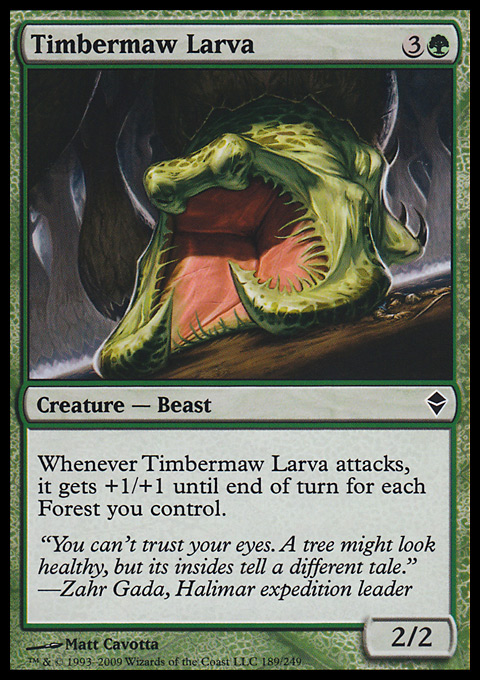 Timbermaw Larva 3
Creature — Beast
Whenever Timbermaw Larva attacks,
it gets +1/+1 until end of turn for each
Forest you control.
“You can’t trust your eyes. A tree might look
healthy, but its insides tell a different tale.”
—Zahr Gada, Halimar expedition leader
Matt Cavotta
2/2
™ & © 1993–2009 Wizards of the Coast LLC 189/249